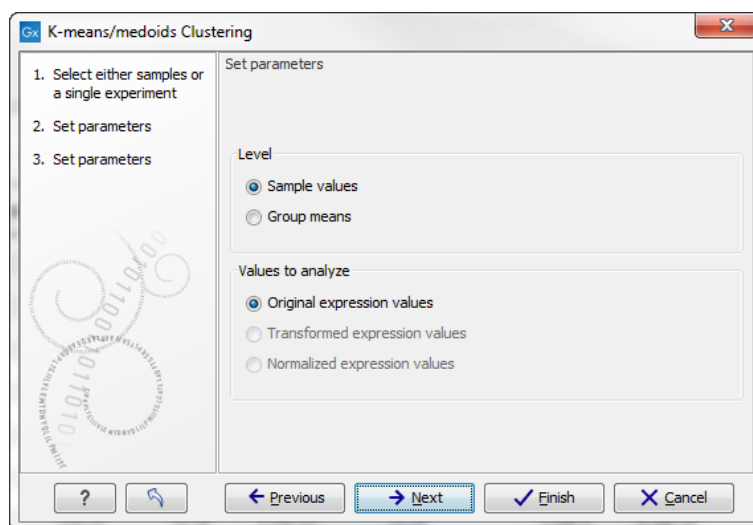 Gx K-means/medoids Clustering
1. Select either samples or
a single experiment
2. Set parameters
3. Set parameters
Set parameters
Level
Sample values
Group means
Values to analyze
Original expression values
Transformed expression values
Normalized expression values
?
Previous
Next
Finish
Cancel